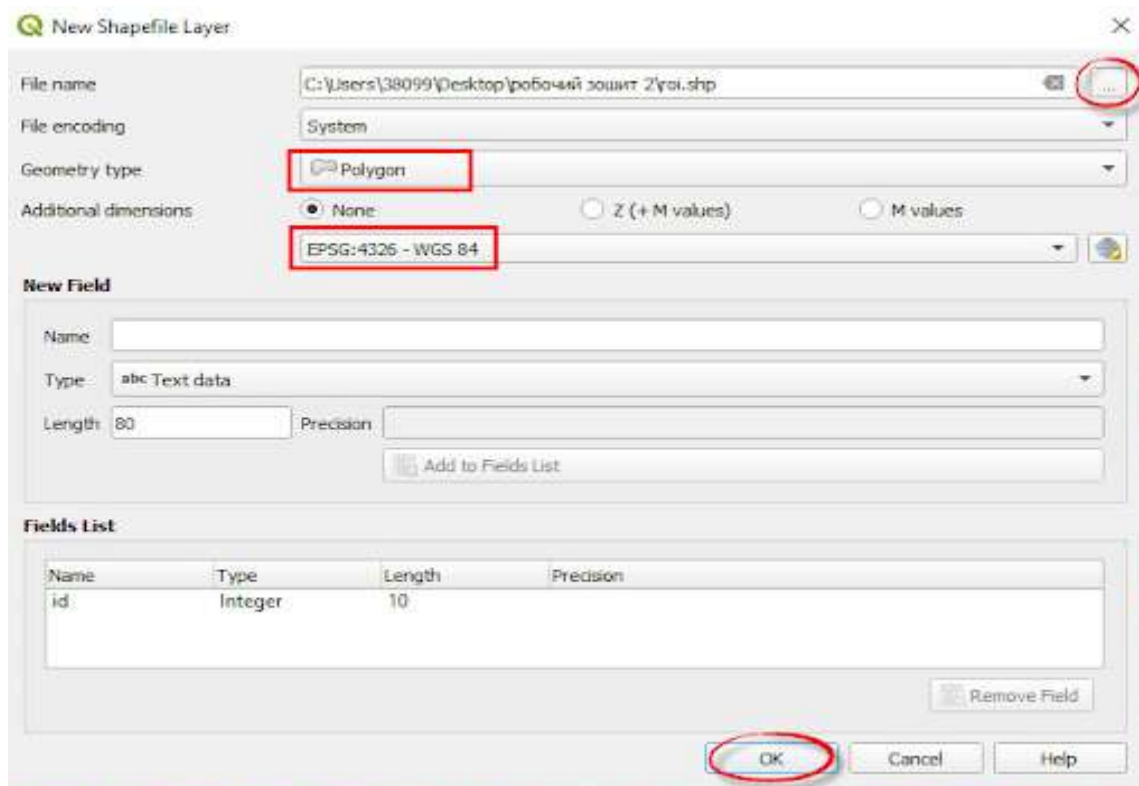 New Shapefile Layer
File name C:\Users\38099\Desktop\робочий зошит 2\roi.shp ...
File encoding System
Geometry type Polygon
Additional dimensions None Z (+ M values) M values
EPSG:4326 - WGS 84
New Field
Name
Type abc Text data
Length 80 Precision
Add to Fields List
Fields List
Name Type Length Precision
id Integer 10
Remove Field
OK Cancel Help